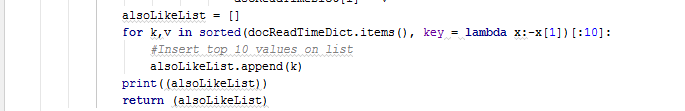 alsoLikeList = []
for k,v in sorted(docReadTimeDict.items(), key = lambda x:-x[1])[:10]:
#Insert top 10 values on list
alsoLikeList.append(k)
print((alsoLikeList))
return (alsoLikeList)